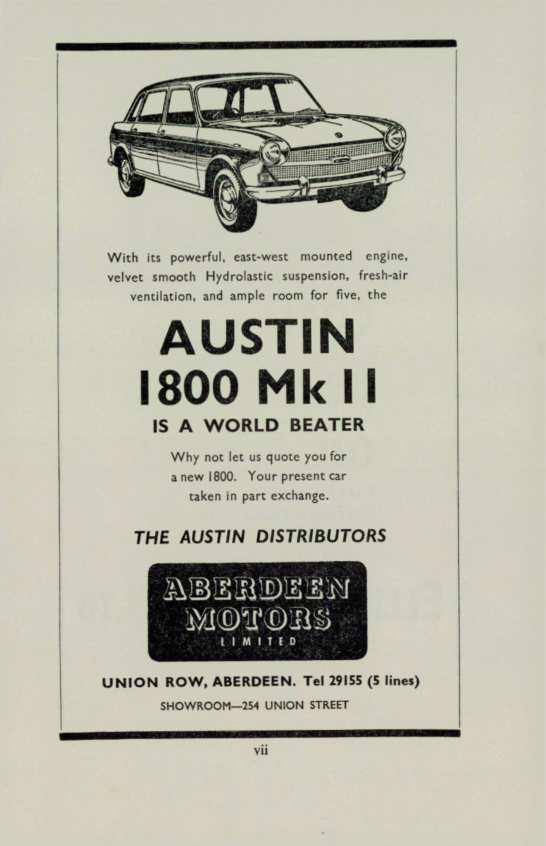 With its powerful, east-west mounted engine,
velvet smooth Hydrolastic suspension, fresh-air
ventilation, and ample room for five, the
AUSTIN
1800 Mk II
IS A WORLD BEATER
Why not let us quote you for
a new 1800. Your present car
taken in part exchange.
THE AUSTIN DISTRIBUTORS
ABERDEEN
MOTORS
LIMITED
UNION ROW, ABERDEEN. Tel 29155 (5 lines)
SHOWROOM—254 UNION STREET
vii